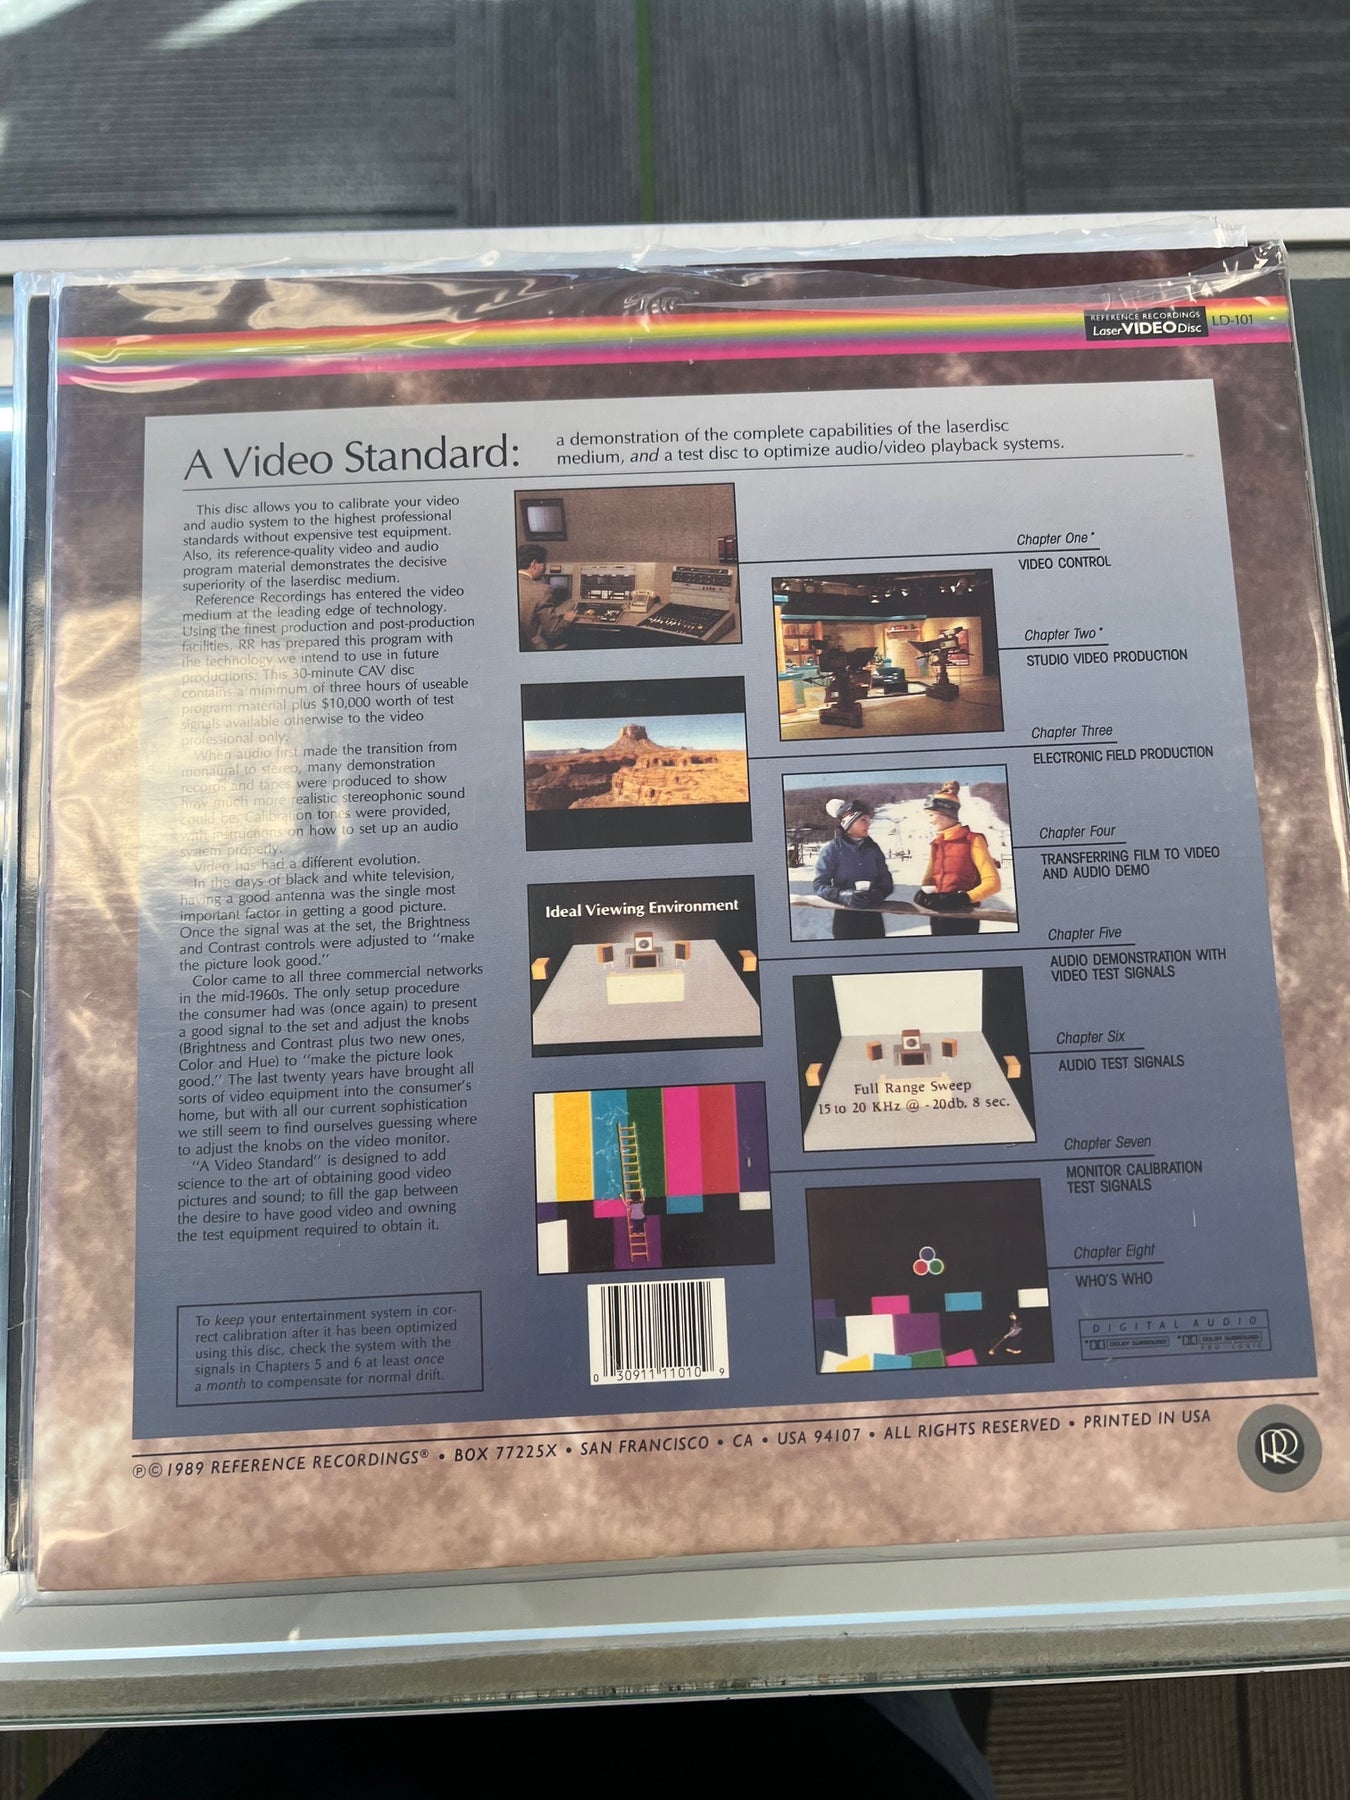 REFERENCE RECORDINGS
LaserVIDEODisc
LD-101
A Video Standard:
a demonstration of the complete capabilities of the laserdisc
medium, and a test disc to optimize audio/video playback systems.
This disc allows you to calibrate your video
and audio system to the highest professional
standards without expensive test equipment.
Also, its reference-quality video and audio
program material demonstrates the decisive
superiority of the laserdisc medium.
Reference Recordings has entered the video
medium at the leading edge of technology.
Using the finest production and post-production
facilities, RR has prepared this program with
the technology we intend to use in future
productions. This 30-minute CAV disc
contains a minimum of three hours of useable
program material plus $10,000 worth of test
signals available otherwise to the video
professional only.
When audio first made the transition from
monaural to stereo, many demonstration
records and tapes were produced to show
how much more realistic stereophonic sound
could be. Calibration tones were provided,
with instructions on how to set up an audio
system properly.
Video has had a different evolution.
In the days of black and white television,
having a good antenna was the single most
important factor in getting a good picture.
Once the signal was at the set, the Brightness
and Contrast controls were adjusted to "make
the picture look good."
Color came to all three commercial networks
in the mid-1960s. The only setup procedure
the consumer had was (once again) to present
a good signal to the set and adjust the knobs
(Brightness and Contrast plus two new ones,
Color and Hue) to "make the picture look
good." The last twenty years have brought all
sorts of video equipment into the consumer's
home, but with all our current sophistication
we still seem to find ourselves guessing where
to adjust the knobs on the video monitor.
"A Video Standard" is designed to add
science to the art of obtaining good video
pictures and sound; to fill the gap between
the desire to have good video and owning
the test equipment required to obtain it.
To keep your entertainment system in cor-
rect calibration after it has been optimized
using this disc, check the system with the
signals in Chapters 5 and 6 at least once
a month to compensate for normal drift.
Chapter One*
VIDEO CONTROL
Chapter Two*
STUDIO VIDEO PRODUCTION
Chapter Three
ELECTRONIC FIELD PRODUCTION
Chapter Four
TRANSFERRING FILM TO VIDEO
AND AUDIO DEMO
Ideal Viewing Environment
Chapter Five
AUDIO DEMONSTRATION WITH
VIDEO TEST SIGNALS
Full Range Sweep
15 to 20 KHz @ -20db, 8 sec.
Chapter Six
AUDIO TEST SIGNALS
Chapter Seven
MONITOR CALIBRATION
TEST SIGNALS
Chapter Eight
WHO'S WHO
0 30911 11010 9
DIGITAL AUDIO
*DOLBY SURROUND
*DOLBY SURROUND
PRO·LOGIC
℗©1989 REFERENCE RECORDINGS® • BOX 77225X • SAN FRANCISCO • CA • USA 94107 • ALL RIGHTS RESERVED • PRINTED IN USA
RR